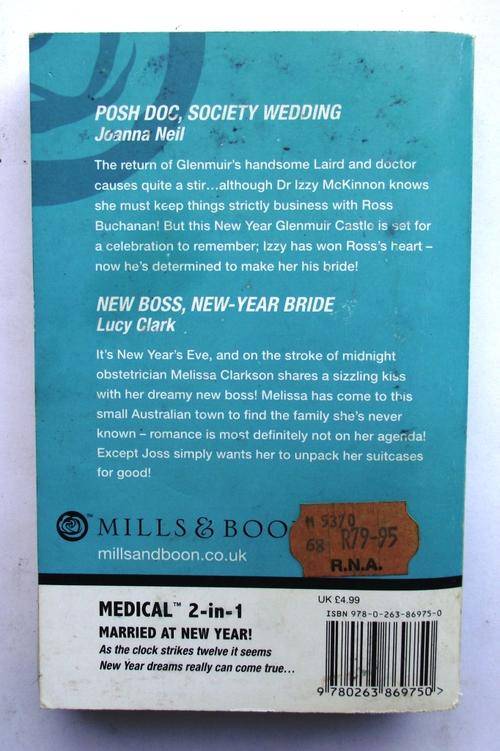 POSH DOC, SOCIETY WEDDING
Joanna Neil
The return of Glenmuir's handsome Laird and doctor
causes quite a stir...although Dr Izzy McKinnon knows
she must keep things strictly business with Ross
Buchanan! But this New Year Glenmuir Castle is set for
a celebration to remember; Izzy has won Ross's heart –
now he's determined to make her his bride!
NEW BOSS, NEW-YEAR BRIDE
Lucy Clark
It's New Year's Eve, and on the stroke of midnight
obstetrician Melissa Clarkson shares a sizzling kiss
with her dreamy new boss! Melissa has come to this
small Australian town to find the family she's never
known – romance is most definitely not on her agenda!
Except Joss simply wants her to unpack her suitcases
for good!
MILLS & BOO
millsandboon.co.uk
M 5370
68 R79-95
R.N.A.
MEDICAL™ 2-in-1
MARRIED AT NEW YEAR!
As the clock strikes twelve it seems
New Year dreams really can come true...
UK £4.99
ISBN 978-0-263-86975-0
9 780263 869750 >